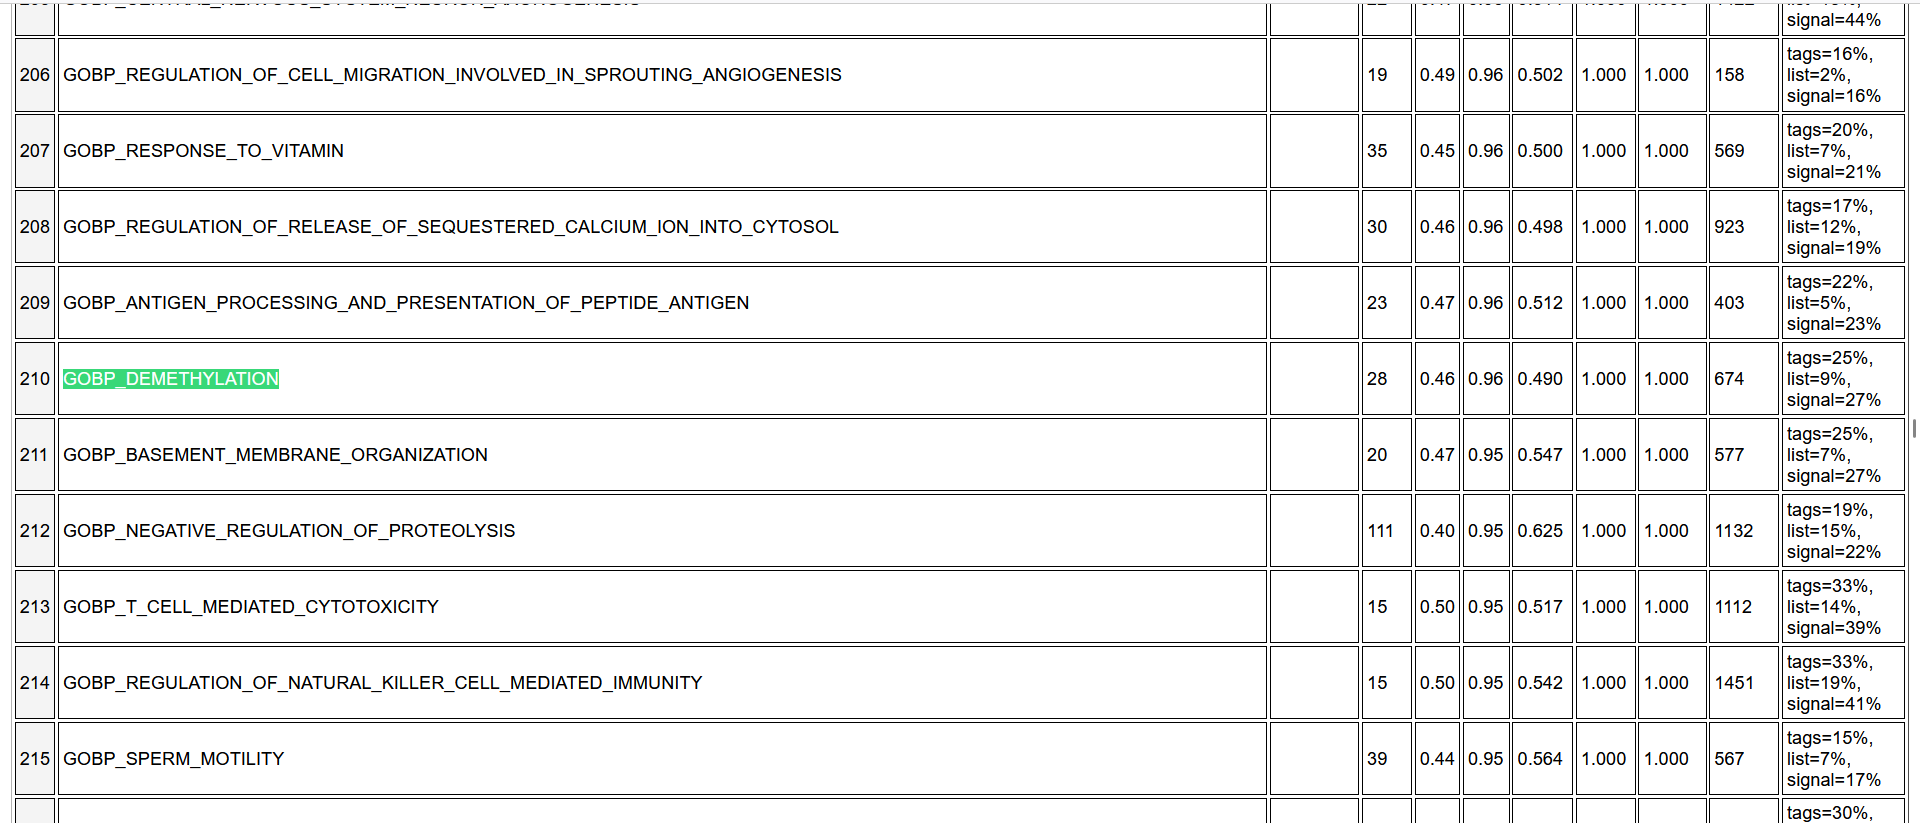 signal=44%
206 GOBP_REGULATION_OF_CELL_MIGRATION_INVOLVED_IN_SPROUTING_ANGIOGENESIS 19 0.49 0.96 0.502 1.000 1.000 158 tags=16%, list=2%, signal=16%
207 GOBP_RESPONSE_TO_VITAMIN 35 0.45 0.96 0.500 1.000 1.000 569 tags=20%, list=7%, signal=21%
208 GOBP_REGULATION_OF_RELEASE_OF_SEQUESTERED_CALCIUM_ION_INTO_CYTOSOL 30 0.46 0.96 0.498 1.000 1.000 923 tags=17%, list=12%, signal=19%
209 GOBP_ANTIGEN_PROCESSING_AND_PRESENTATION_OF_PEPTIDE_ANTIGEN 23 0.47 0.96 0.512 1.000 1.000 403 tags=22%, list=5%, signal=23%
210 GOBP_DEMETHYLATION 28 0.46 0.96 0.490 1.000 1.000 674 tags=25%, list=9%, signal=27%
211 GOBP_BASEMENT_MEMBRANE_ORGANIZATION 20 0.47 0.95 0.547 1.000 1.000 577 tags=25%, list=7%, signal=27%
212 GOBP_NEGATIVE_REGULATION_OF_PROTEOLYSIS 111 0.40 0.95 0.625 1.000 1.000 1132 tags=19%, list=15%, signal=22%
213 GOBP_T_CELL_MEDIATED_CYTOTOXICITY 15 0.50 0.95 0.517 1.000 1.000 1112 tags=33%, list=14%, signal=39%
214 GOBP_REGULATION_OF_NATURAL_KILLER_CELL_MEDIATED_IMMUNITY 15 0.50 0.95 0.542 1.000 1.000 1451 tags=33%, list=19%, signal=41%
215 GOBP_SPERM_MOTILITY 39 0.44 0.95 0.564 1.000 1.000 567 tags=15%, list=7%, signal=17%
tags=30%,